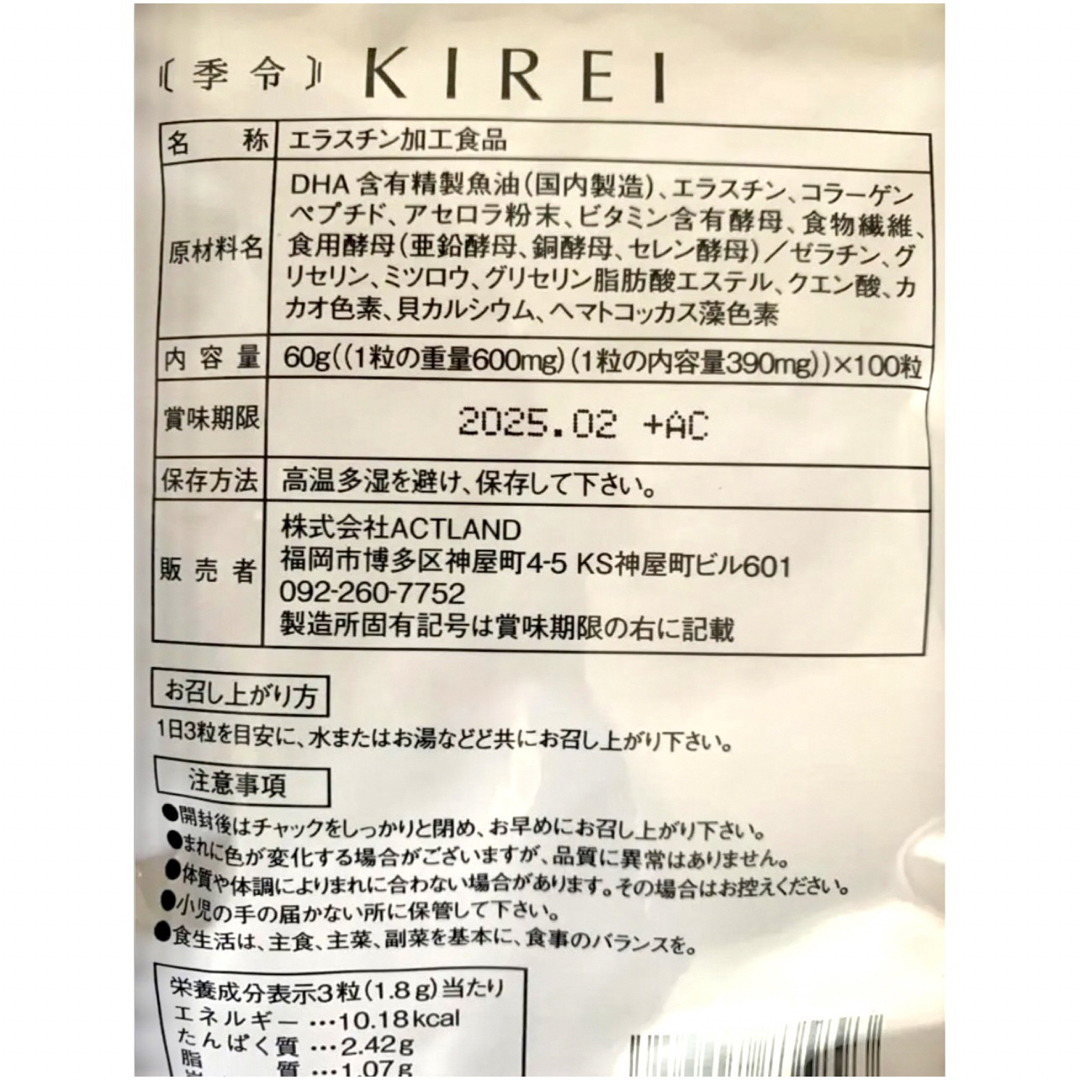 〔季令〕 KIREI
名称 エラスチン加工食品
原材料名 DHA含有精製魚油(国内製造)、エラスチン、コラーゲン
ペプチド、アセロラ粉末、ビタミン含有酵母、食物繊維、
食用酵母(亜鉛酵母、銅酵母、セレン酵母)/ゼラチン、グ
リセリン、ミツロウ、グリセリン脂肪酸エステル、クエン酸、カ
カオ色素、貝カルシウム、ヘマトコッカス藻色素
内容量 60g((1粒の重量600mg)(1粒の内容量390mg))×100粒
賞味期限 2025.02 +AC
保存方法 高温多湿を避け、保存して下さい。
販売者 株式会社ACTLAND
福岡市博多区神屋町4-5 KS神屋町ビル601
092-260-7752
製造所固有記号は賞味期限の右に記載
お召し上がり方
1日3粒を目安に、水またはお湯などど共にお召し上がり下さい。
注意事項
●開封後はチャックをしっかりと閉め、お早めにお召し上がり下さい。
●まれに色が変化する場合がございますが、品質に異常はありません。
●体質や体調によりまれに合わない場合があります。その場合はお控えください。
●小児の手の届かない所に保管して下さい。
●食生活は、主食、主菜、副菜を基本に、食事のバランスを。
栄養成分表示3粒(1.8g)当たり
エネルギー…10.18kcal
たんぱく質…2.42g
脂質…1.07g